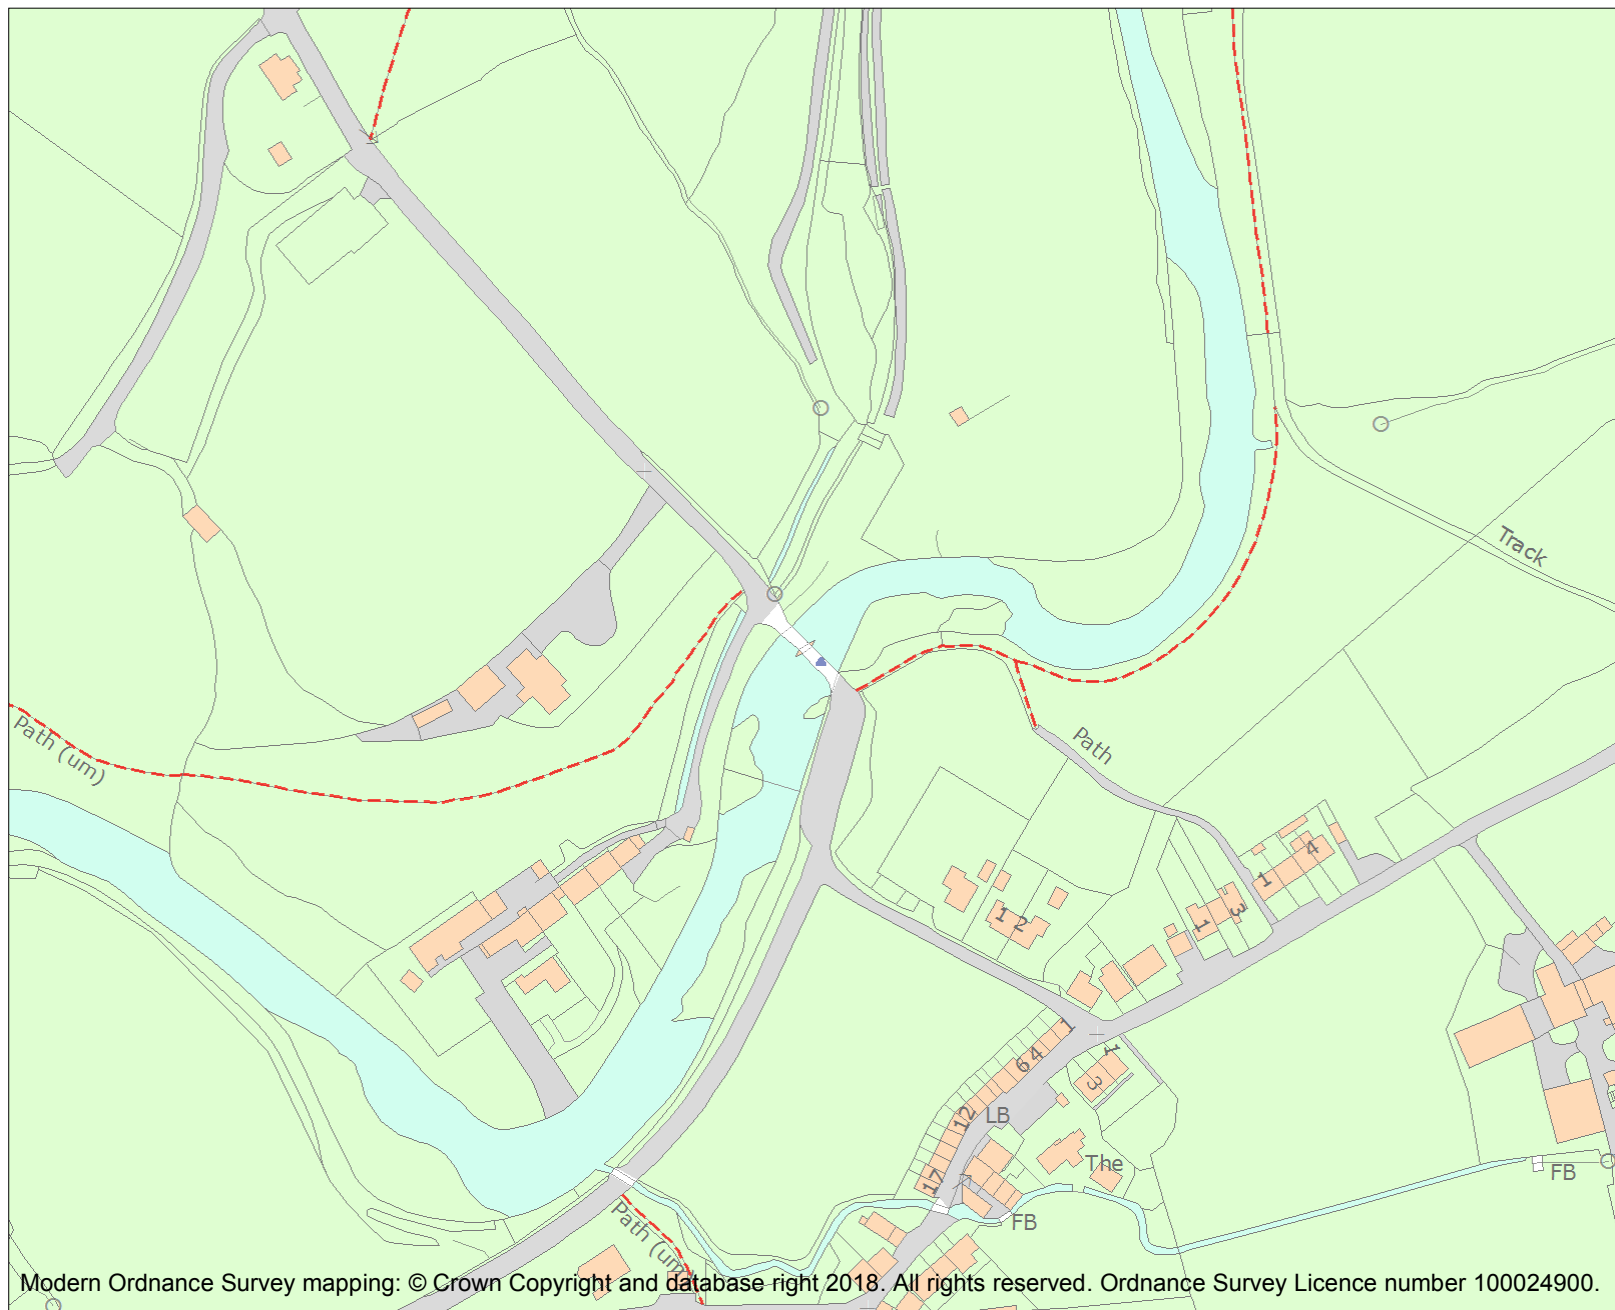 Track
Path (um)
Path
4
1
3
1
1 2
1
6 4
1
3
12
LB
17
The
FB
FB
Path (um)
Modern Ordnance Survey mapping: © Crown Copyright and database right 2018. All rights reserved. Ordnance Survey Licence number 100024900.